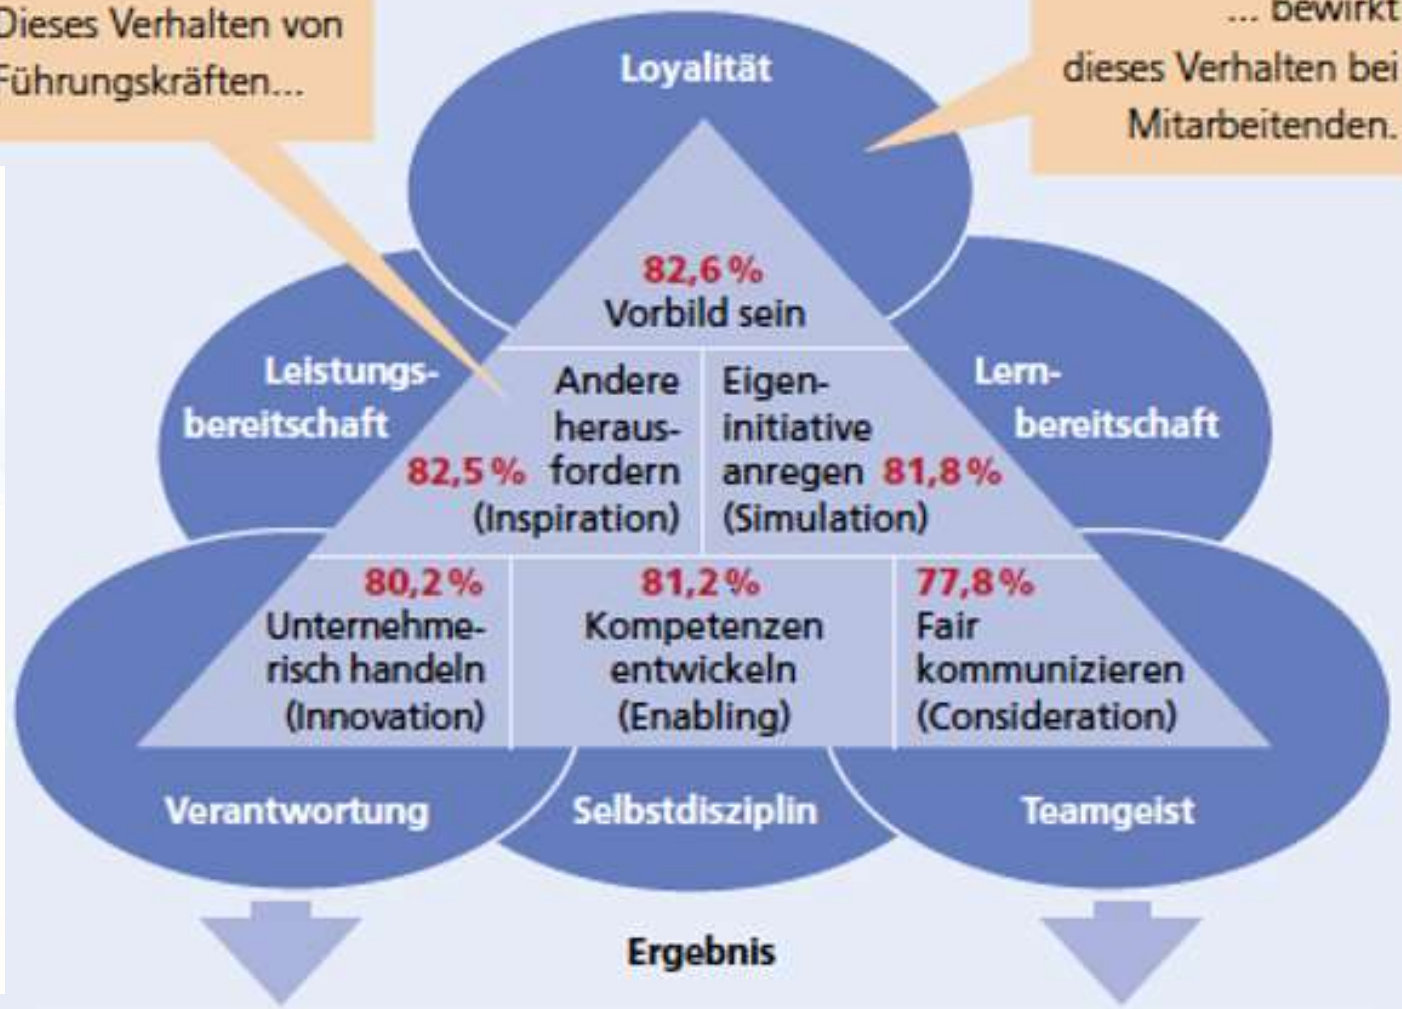 Dieses Verhalten von
Führungskräften...
... bewirkt
dieses Verhalten bei
Mitarbeitenden.
Loyalität
82,6 %
Vorbild sein
Leistungs-
bereitschaft
Andere
heraus-
82,5 % fordern
(Inspiration)
Eigen-
initiative
anregen 81,8 %
(Simulation)
Lern-
bereitschaft
80,2 %
Unternehme-
risch handeln
(Innovation)
81,2 %
Kompetenzen
entwickeln
(Enabling)
77,8 %
Fair
kommunizieren
(Consideration)
Verantwortung
Selbstdisziplin
Teamgeist
Ergebnis